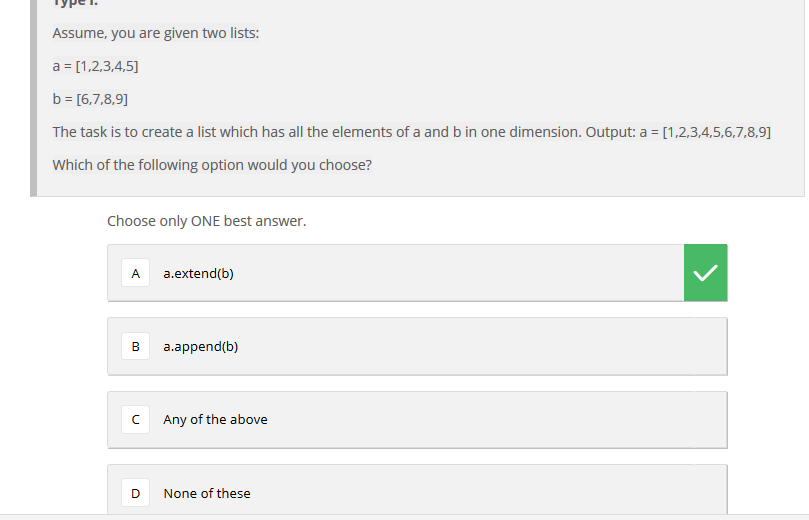 Type I.
Assume, you are given two lists:
a = [1,2,3,4,5]
b = [6,7,8,9]
The task is to create a list which has all the elements of a and b in one dimension. Output: a = [1,2,3,4,5,6,7,8,9]
Which of the following option would you choose?
Choose only ONE best answer.
A a.extend(b)
B a.append(b)
C Any of the above
D None of these